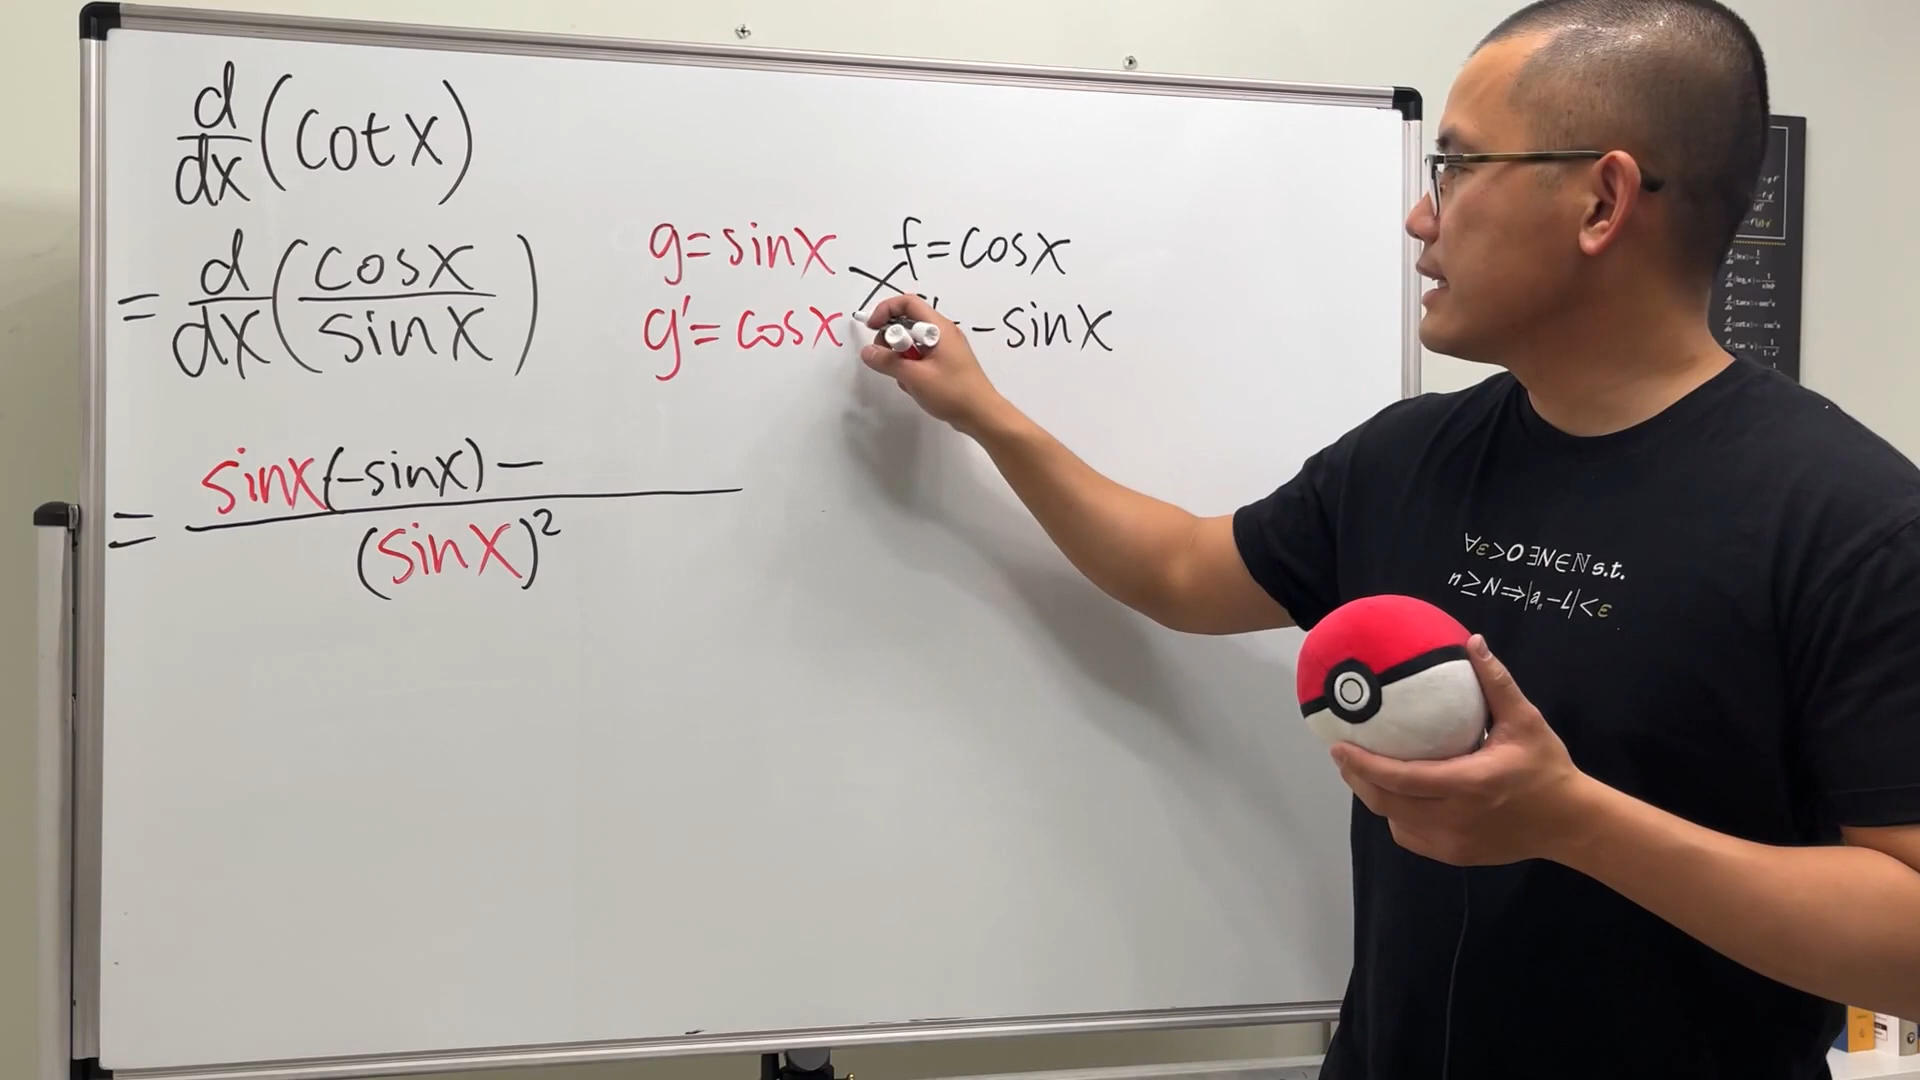 d/dx (cot x)
= d/dx (cos x / sin x)
g = sin x  f = cos x
g' = cos x  = -sin x
= sin x (-sin x) - / (sin x)²
∀ε>0 ∃N∈ℕ s.t.
n≥N⇒|aₙ-L|<ε